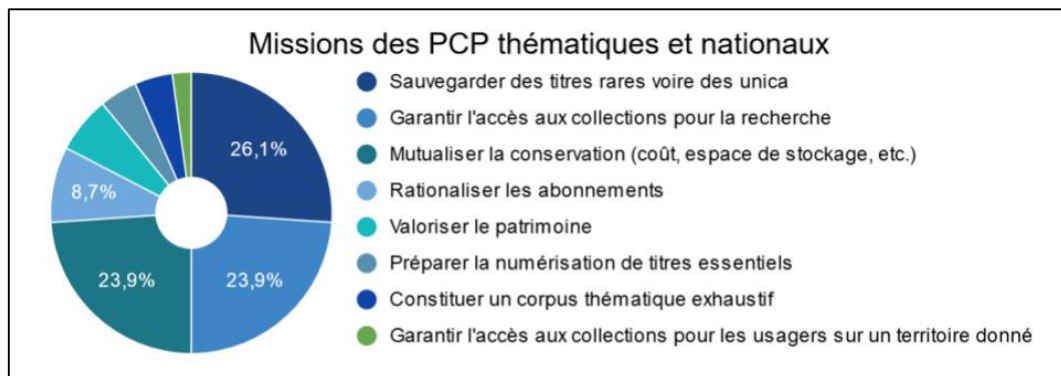 Missions des PCP thématiques et nationaux
Sauvegarder des titres rares voire des unica
Garantir l'accès aux collections pour la recherche
Mutualiser la conservation (coût, espace de stockage, etc.)
Rationaliser les abonnements
Valoriser le patrimoine
Préparer la numérisation de titres essentiels
Constituer un corpus thématique exhaustif
Garantir l'accès aux collections pour les usagers sur un territoire donné
26,1%
8,7%
23,9%
23,9%